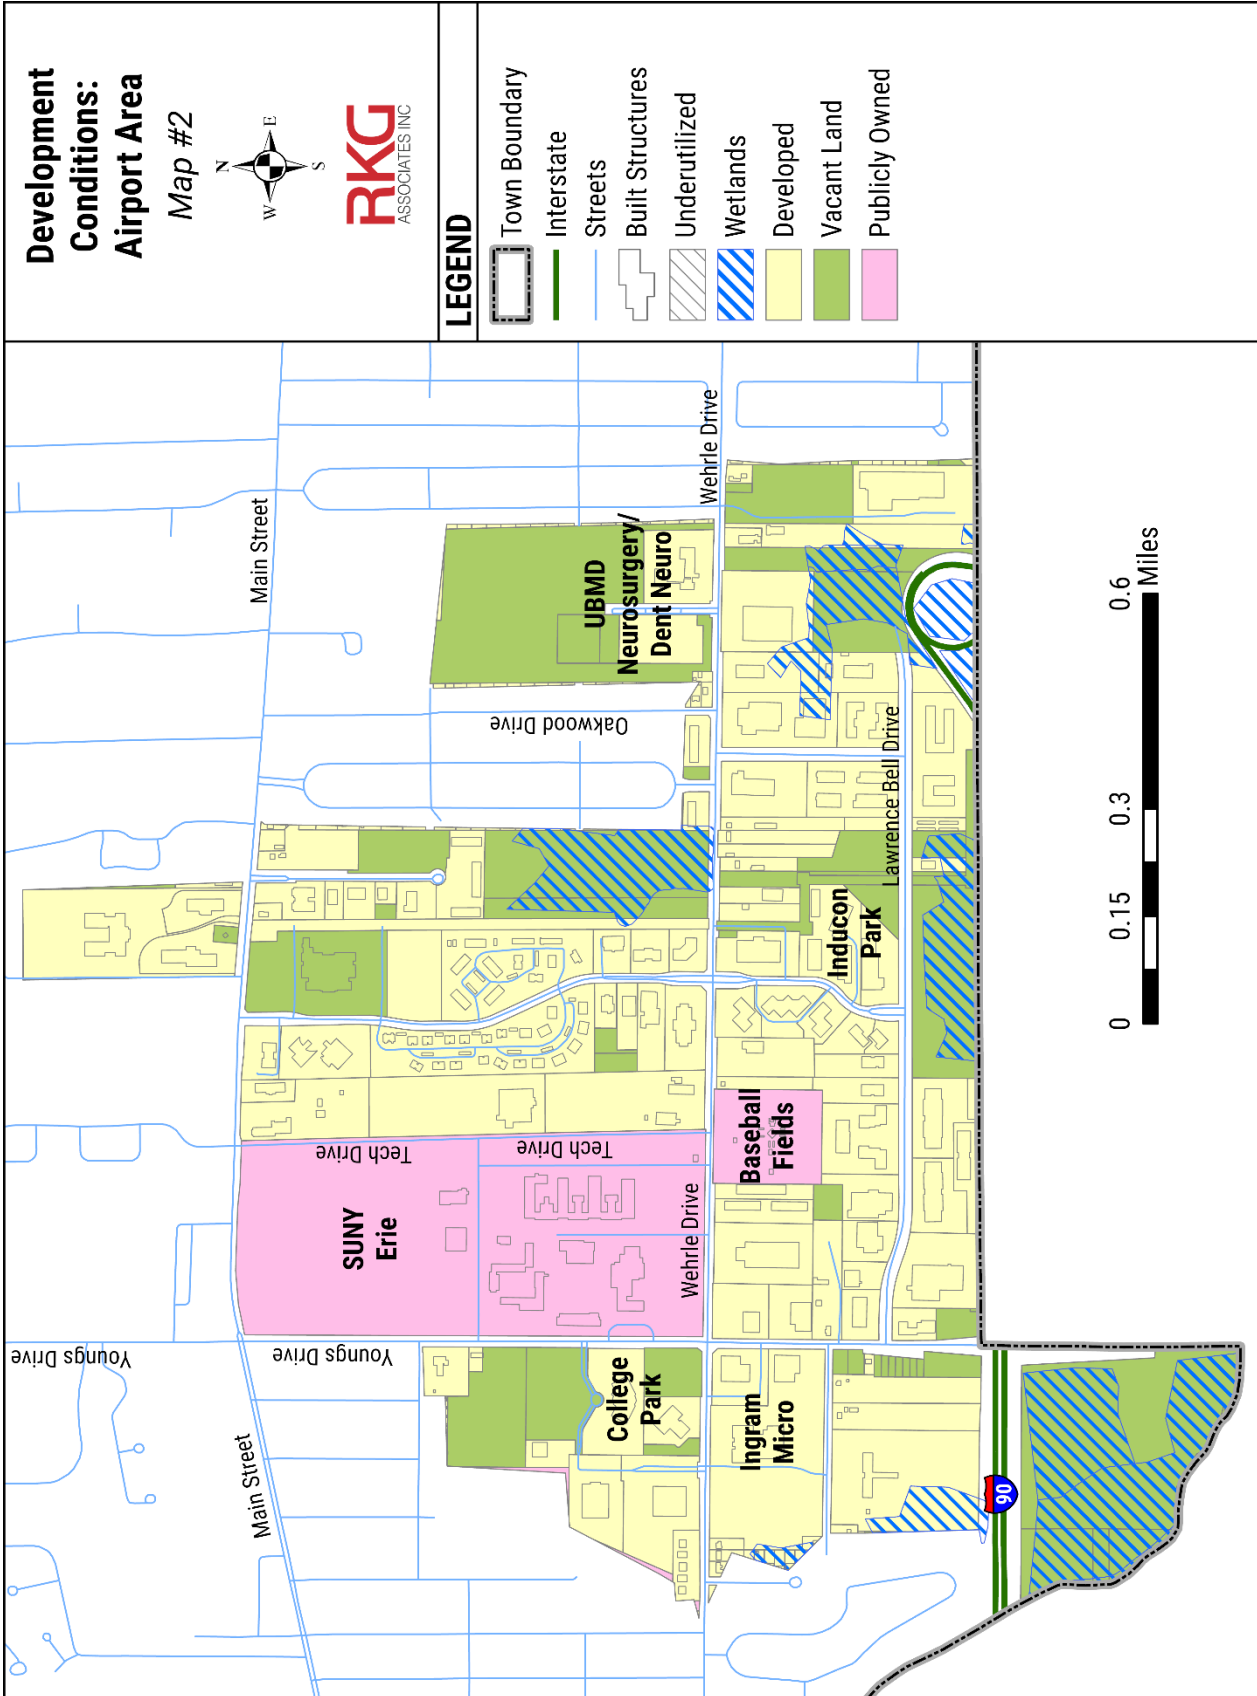 Development
Conditions:
Airport Area
Map #2
N
W
E
S
RKG
ASSOCIATES INC
LEGEND
Town Boundary
Interstate
Streets
Built Structures
Underutilized
Wetlands
Developed
Vacant Land
Publicly Owned
Main Street
Wehrle Drive
UBMD
Neurosurgery/
Dent Neuro
Oakwood Drive
Lawrence Bell Drive
Inducon
Park
Tech Drive
Tech Drive
SUNY
Erie
Baseball
Fields
Wehrle Drive
Youngs Drive
Youngs Drive
Main Street
College
Park
Ingram
Micro
90
0
0.15
0.3
0.6
Miles